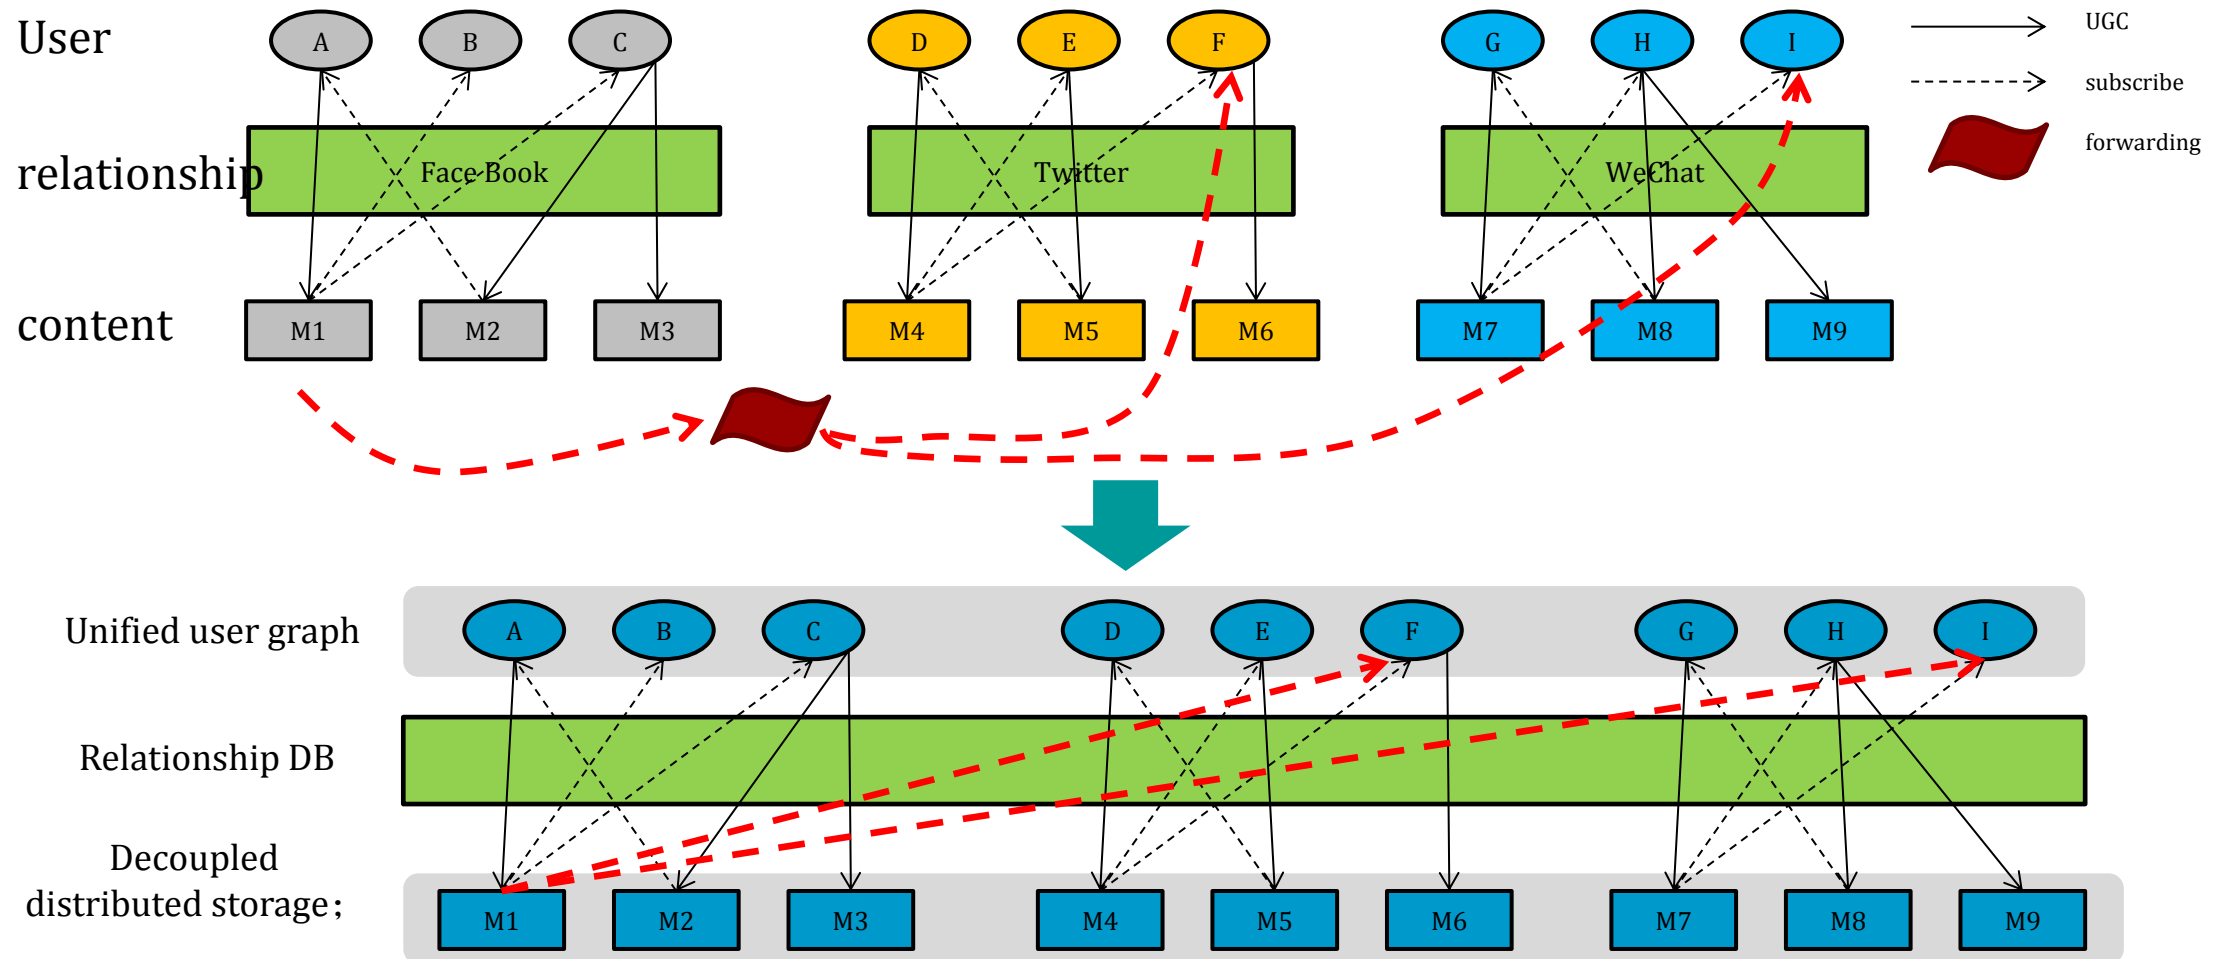 User
A
B
C
D
E
F
G
H
I
UGC
subscribe
forwarding
relationship
Face Book
Twitter
WeChat
content
M1
M2
M3
M4
M5
M6
M7
M8
M9
Unified user graph
A
B
C
D
E
F
G
H
I
Relationship DB
Decoupled
distributed storage；
M1
M2
M3
M4
M5
M6
M7
M8
M9